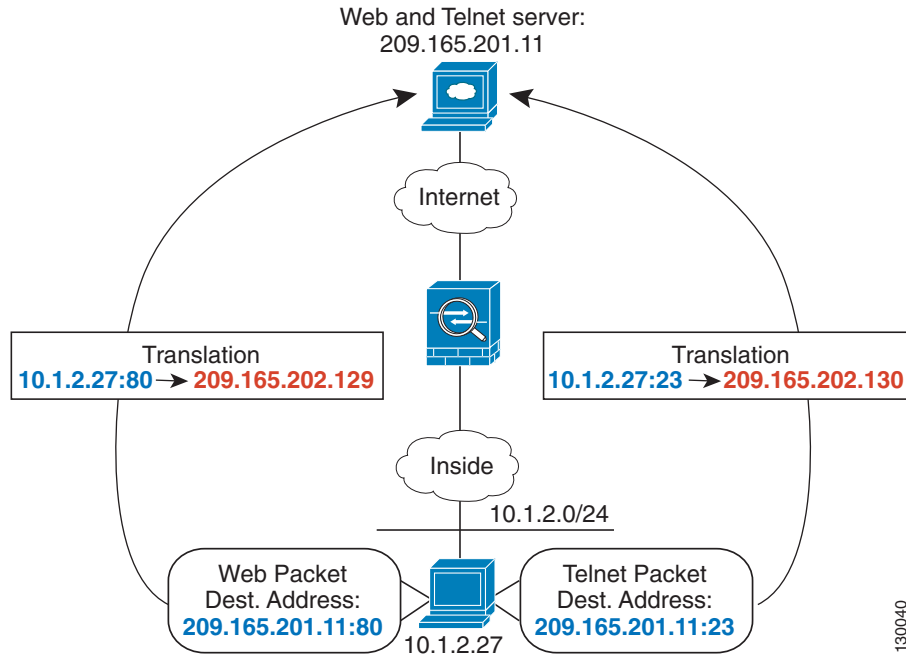 Web and Telnet server:
209.165.201.11
Internet
Translation
10.1.2.27:80 → 209.165.202.129
Translation
10.1.2.27:23 → 209.165.202.130
Inside
10.1.2.0/24
Web Packet
Dest. Address:
209.165.201.11:80
Telnet Packet
Dest. Address:
209.165.201.11:23
10.1.2.27
130040